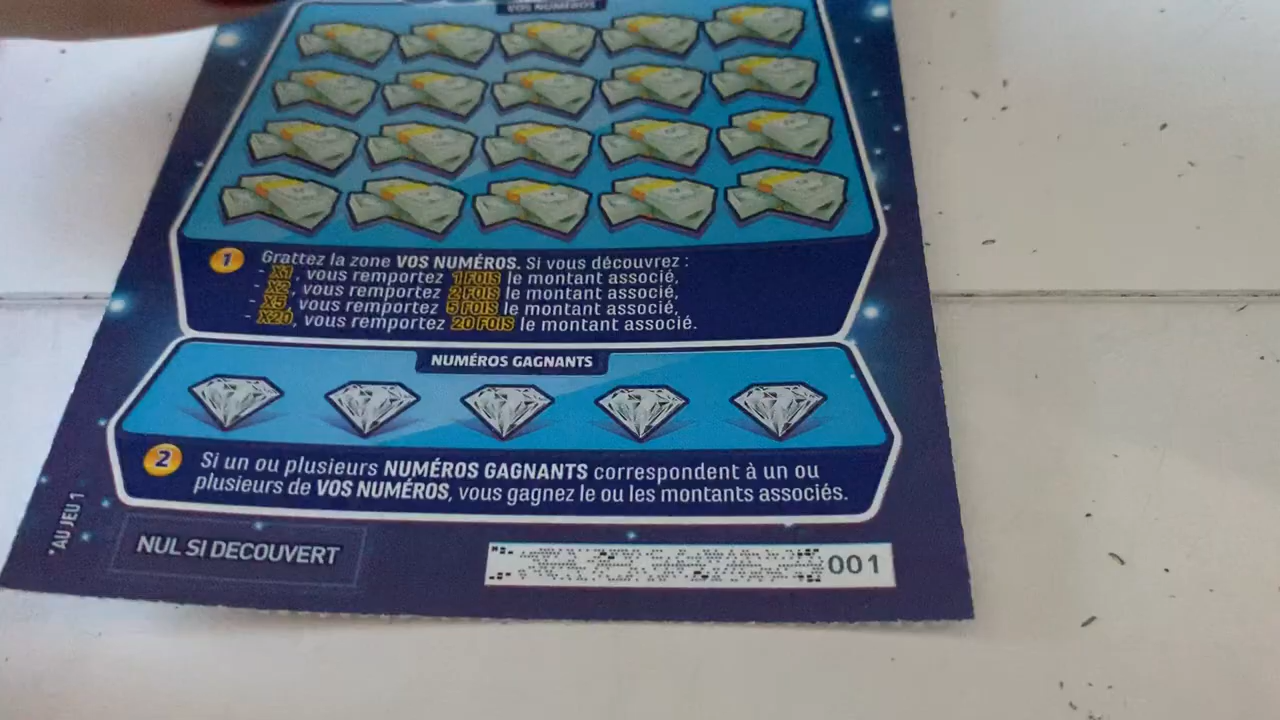 VOS NUMÉROS
1 Grattez la zone VOS NUMÉROS. Si vous découvrez :
- X1, vous remportez 1 FOIS le montant associé,
- X2, vous remportez 2 FOIS le montant associé,
- X5, vous remportez 5 FOIS le montant associé,
- X20, vous remportez 20 FOIS le montant associé.
NUMÉROS GAGNANTS
2 Si un ou plusieurs NUMÉROS GAGNANTS correspondent à un ou
plusieurs de VOS NUMÉROS, vous gagnez le ou les montants associés.
*AU JEU 1
NUL SI DECOUVERT
001